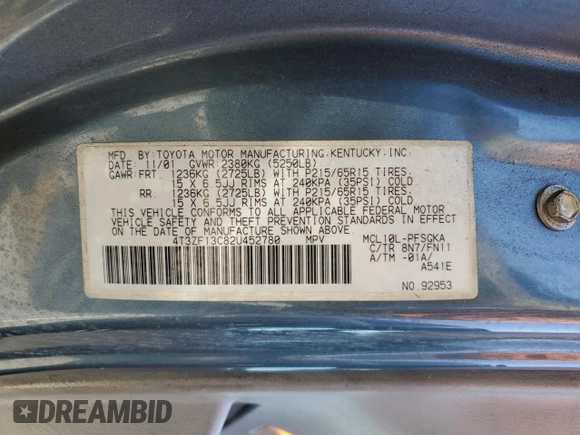 MFD. BY: TOYOTA MOTOR MANUFACTURING, KENTUCKY, INC.
DATE: 11/01 GVWR 2380KG (5250LB)
GAWR:FRT 1236KG (2725LB) WITH P215/65R15 TIRES,
15 X 6.5JJ RIMS AT 240KPA (35PSI) COLD
RR. 1236KG (2725LB) WITH P215/65R15 TIRES,
15 X 6.5JJ RIMS AT 240KPA (35PSI) COLD
THIS VEHICLE CONFORMS TO ALL APPLICABLE FEDERAL MOTOR
VEHICLE SAFETY AND THEFT PREVENTION STANDARDS IN
EFFECT ON THE DATE OF MANUFACTURE SHOWN ABOVE.
4T3ZF13C82U452780 MPV MCL10L-PFSGKA
C/TR 8N7/FN11
A/TM -01A/
A541E
NO.92953
DREAMBID